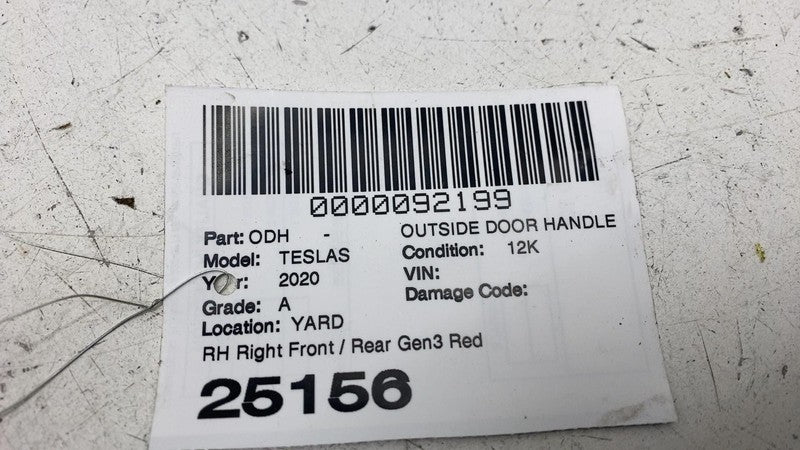 0000092199
Part: ODH - OUTSIDE DOOR HANDLE
Model: TESLAS Condition: 12K
Year: 2020 VIN:
Grade: A Damage Code:
Location: YARD
RH Right Front / Rear Gen3 Red
25156